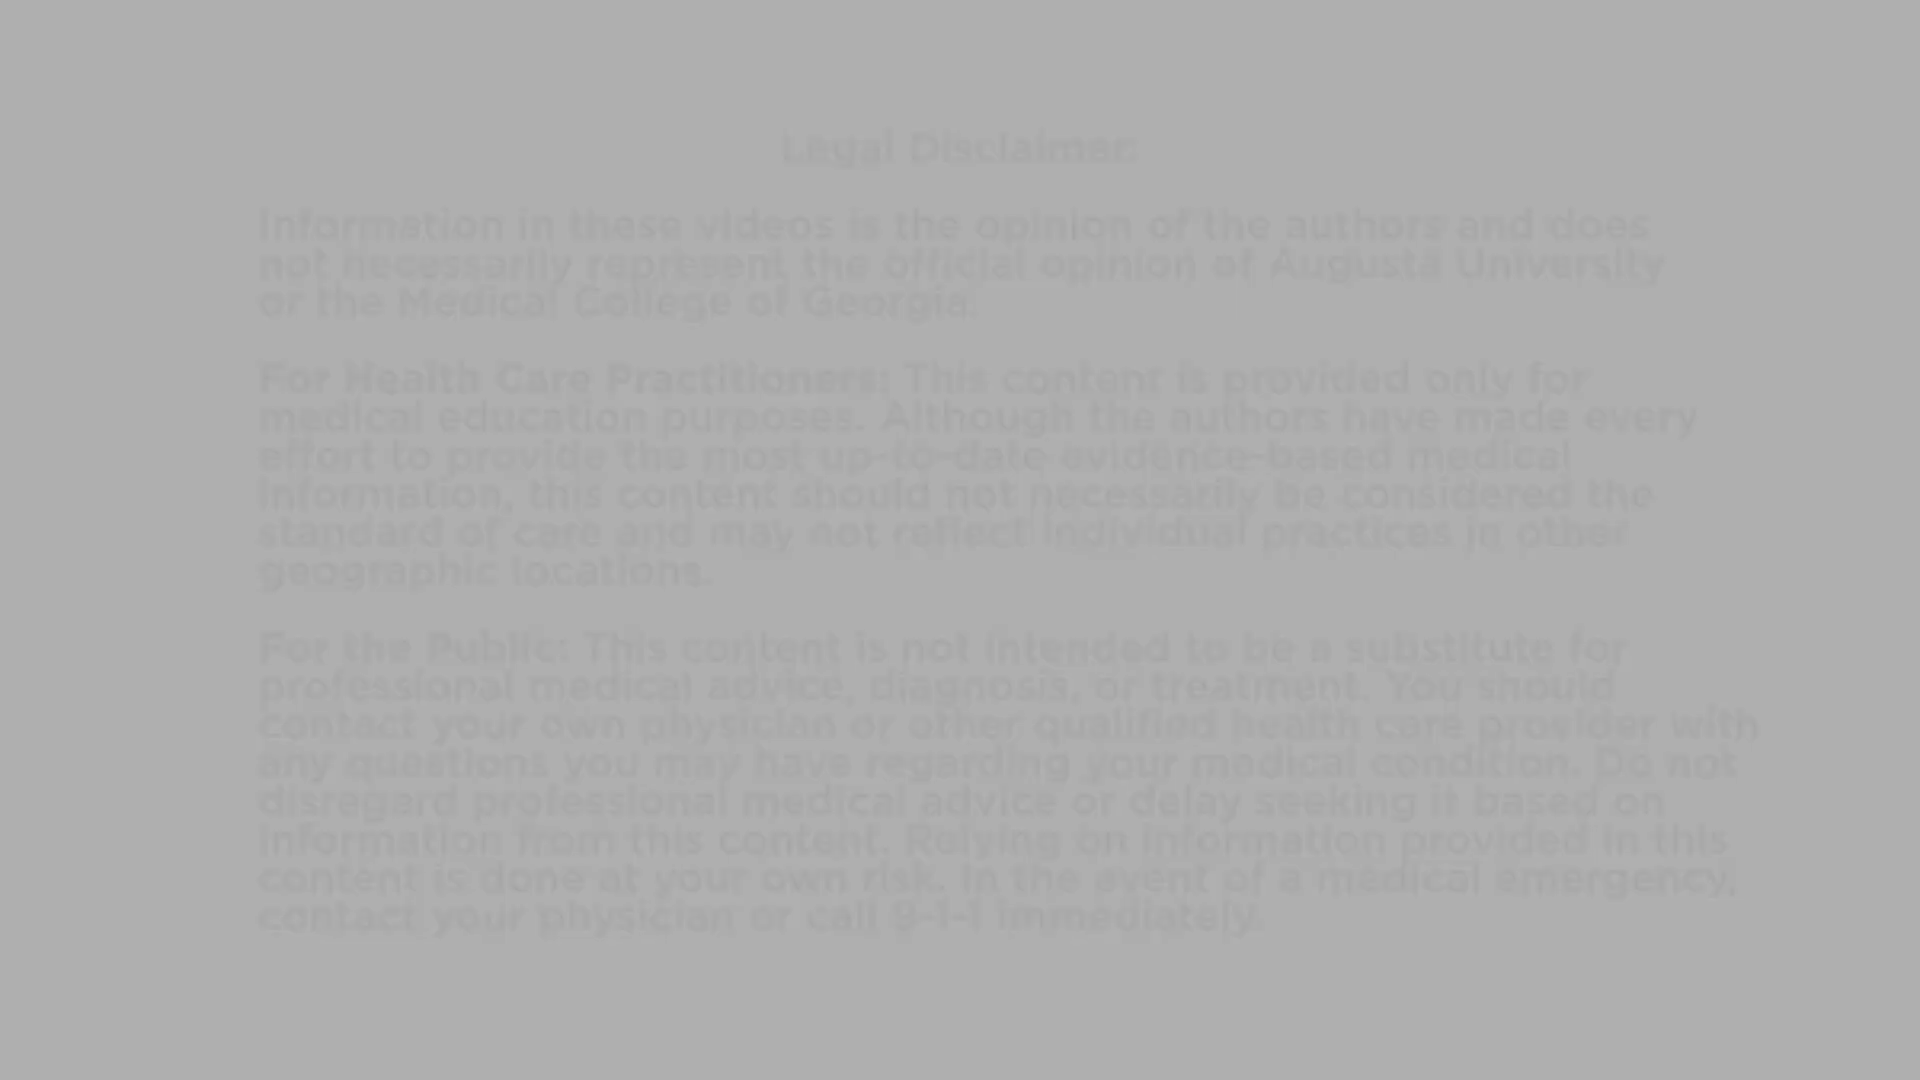 Legal Disclaimer:
Information in these videos is the opinion of the authors and does
not necessarily represent the official opinion of Augusta University
or the Medical College of Georgia.
For Health Care Practitioners: This content is provided only for
medical education purposes. Although the authors have made every
effort to provide the most up-to-date evidence-based medical
information, this content should not necessarily be considered the
standard of care and may not reflect individual practices in other
geographic locations.
For the Public: This content is not intended to be a substitute for
professional medical advice, diagnosis, or treatment. You should
contact your own physician or other qualified health care provider with
any questions you may have regarding your medical condition. Do not
disregard professional medical advice or delay seeking it based on
information from this content. Relying on information provided in this
content is done at your own risk. In the event of a medical emergency,
contact your physician or call 9-1-1 immediately.